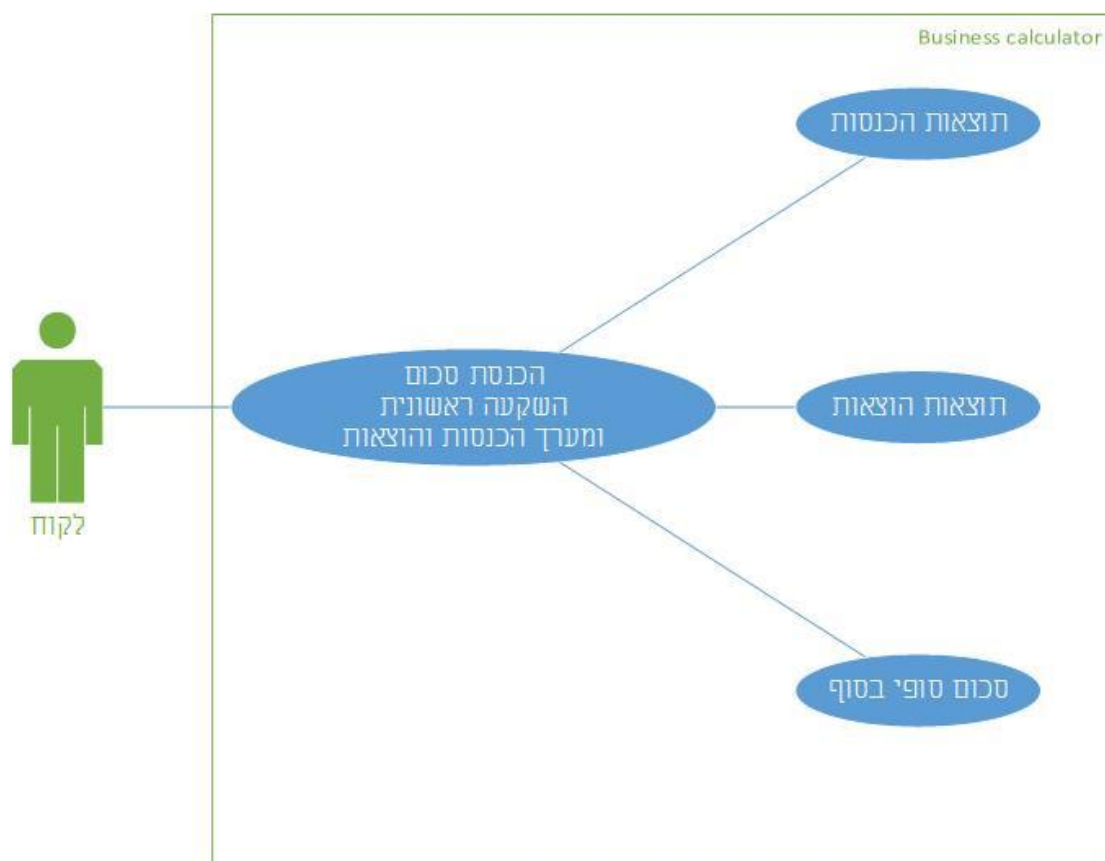 Business calculator
תוצאות הכנסות
הכנסת סכום
השקעה ראשונית
ומערך הכנסות והוצאות
תוצאות הוצאות
לקוח
סכום סופי בסוף